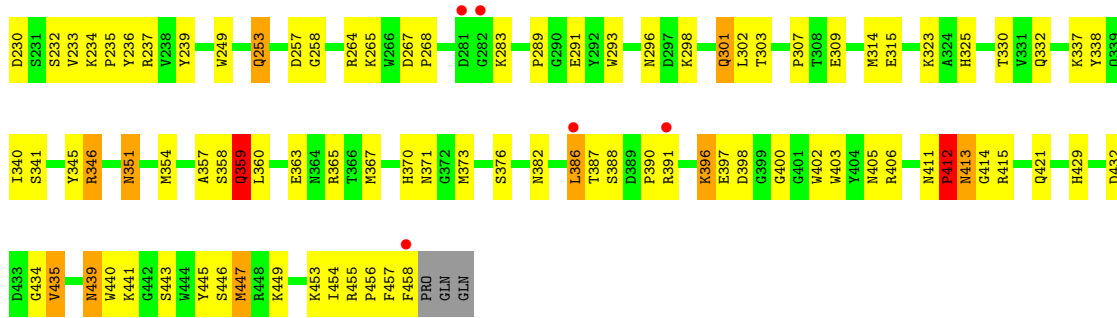 D230 S231 S232 V233 K234 P235 Y236 R237 V238 Y239 W249 Q253 D257 G258 R264 K265 W266 D267 P268 D281 G282 K283 P289 G290 E291 Y292 W293 N296 D297 K298 Q301 L302 T303 P307 T308 E309 M314 E315 K323 A324 H325 T330 V331 Q332 K337 Y338 Q339
I340 S341 Y345 R346 N351 M354 A357 S358 Q359 L360 E363 N364 R365 T366 M367 H370 N371 G372 M373 S376 N382 L386 T387 S388 D389 P390 R391 K396 E397 D398 G399 G400 G401 W402 W403 Y404 N405 R406 N411 P412 N413 G414 R415 Q421 H429 D432
D433 G434 V435 N439 W440 K441 G442 S443 W444 Y445 S446 M447 R448 K449 K453 I454 R455 P456 F457 F458 PRO GLN GLN